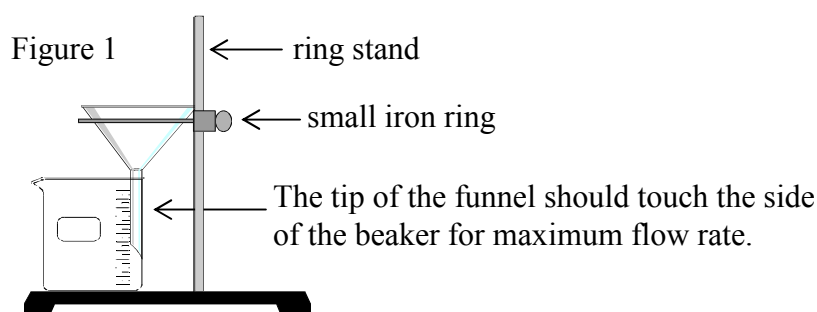 Figure 1
ring stand
small iron ring
The tip of the funnel should touch the side
of the beaker for maximum flow rate.